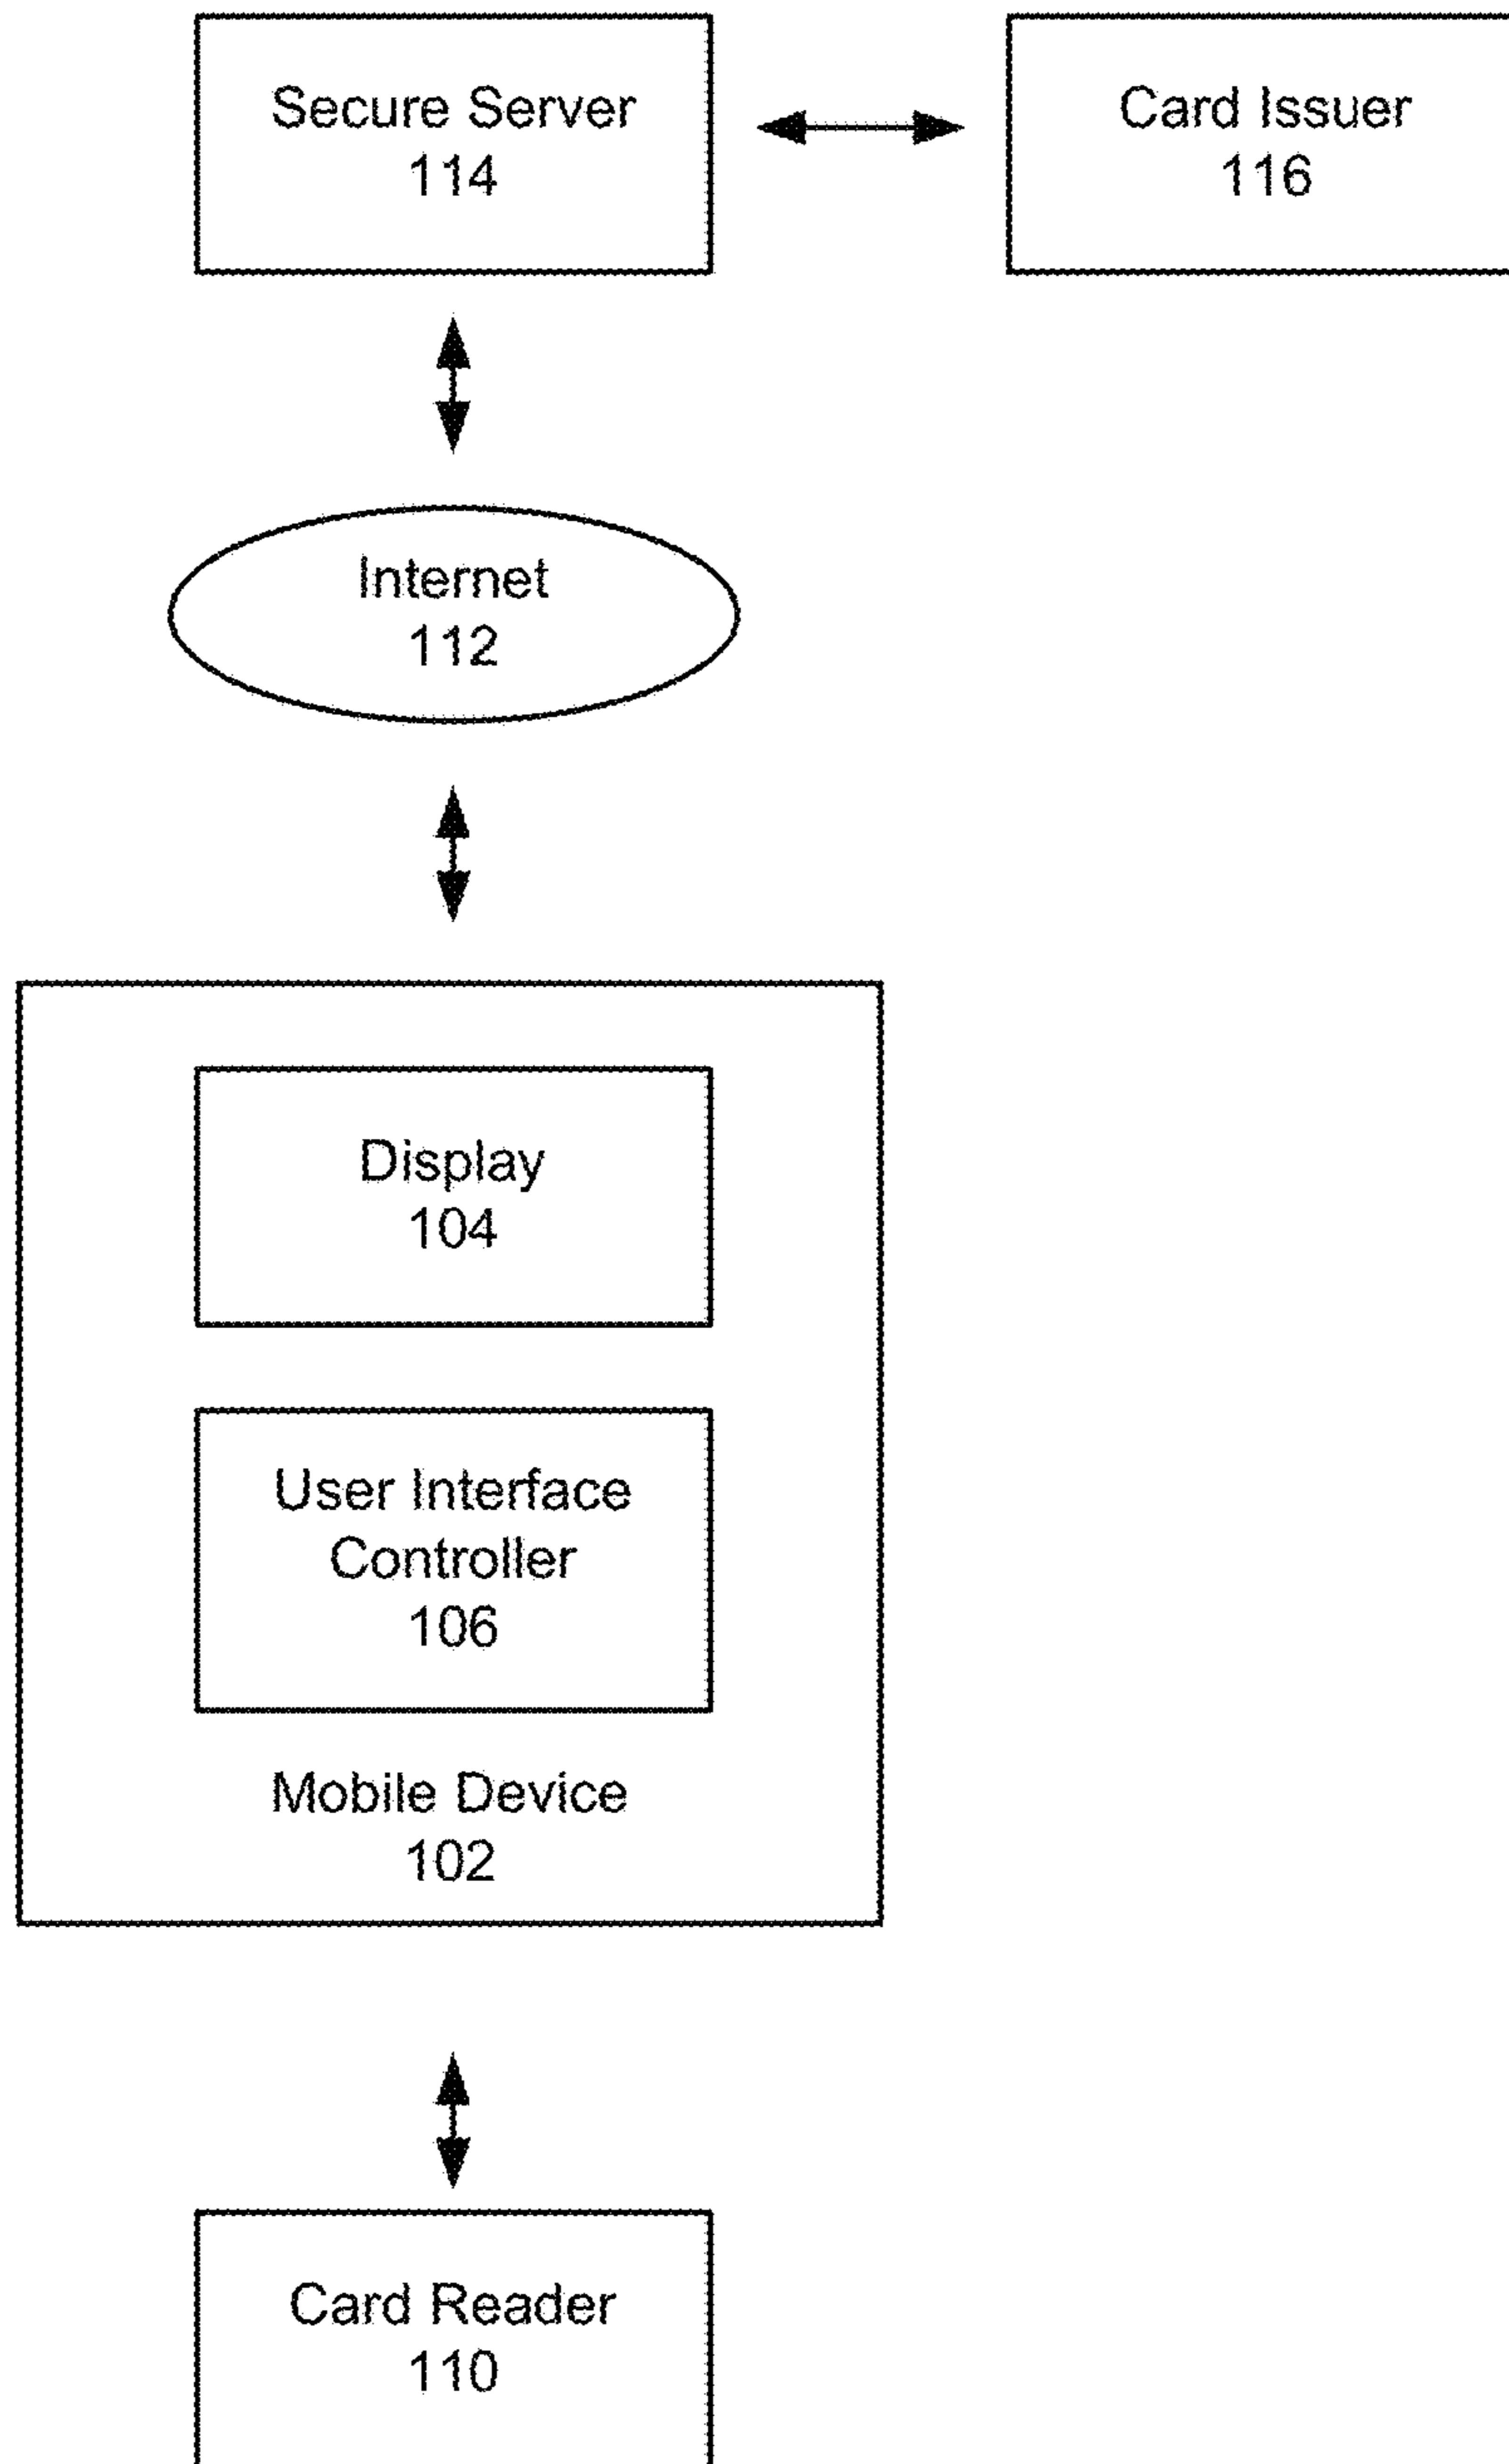 Secure Server
114
Card Issuer
116
Internet
112
Display
104
User Interface
Controller
106
Mobile Device
102
Card Reader
110